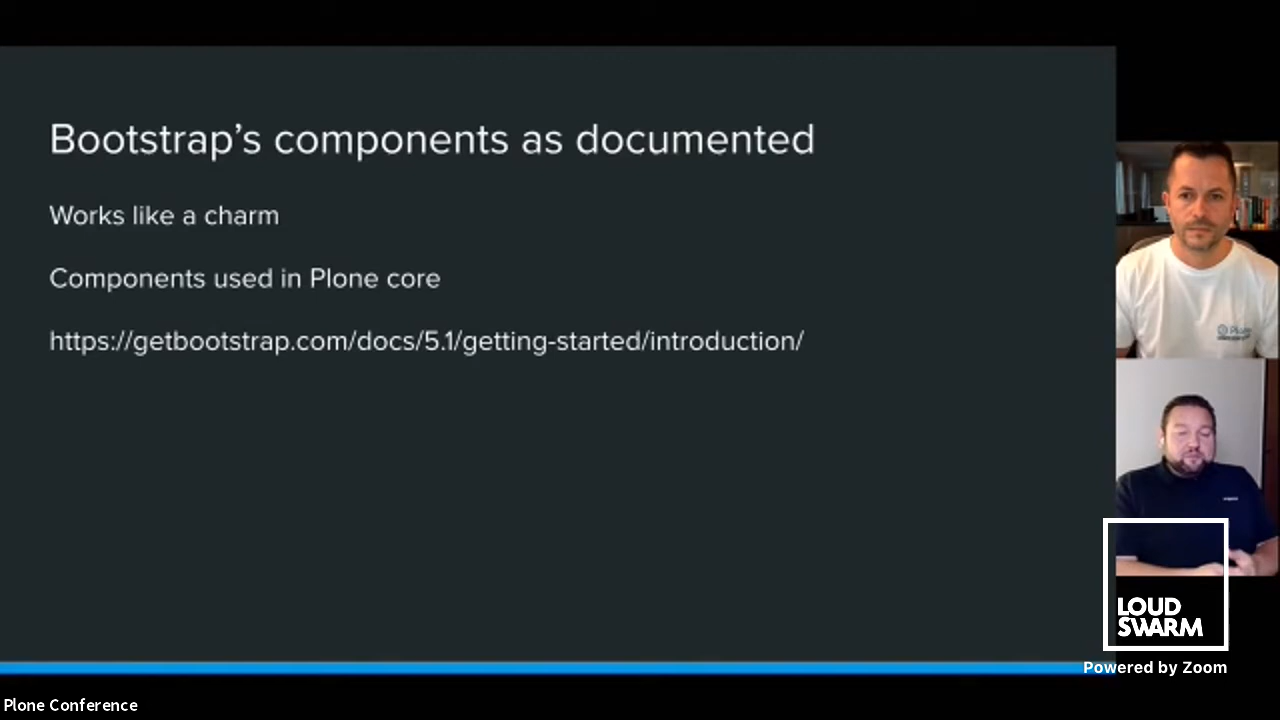 Bootstrap’s components as documented
Works like a charm
Components used in Plone core
https://getbootstrap.com/docs/5.1/getting-started/introduction/
LOUD
SWARM
Powered by Zoom
Plone Conference